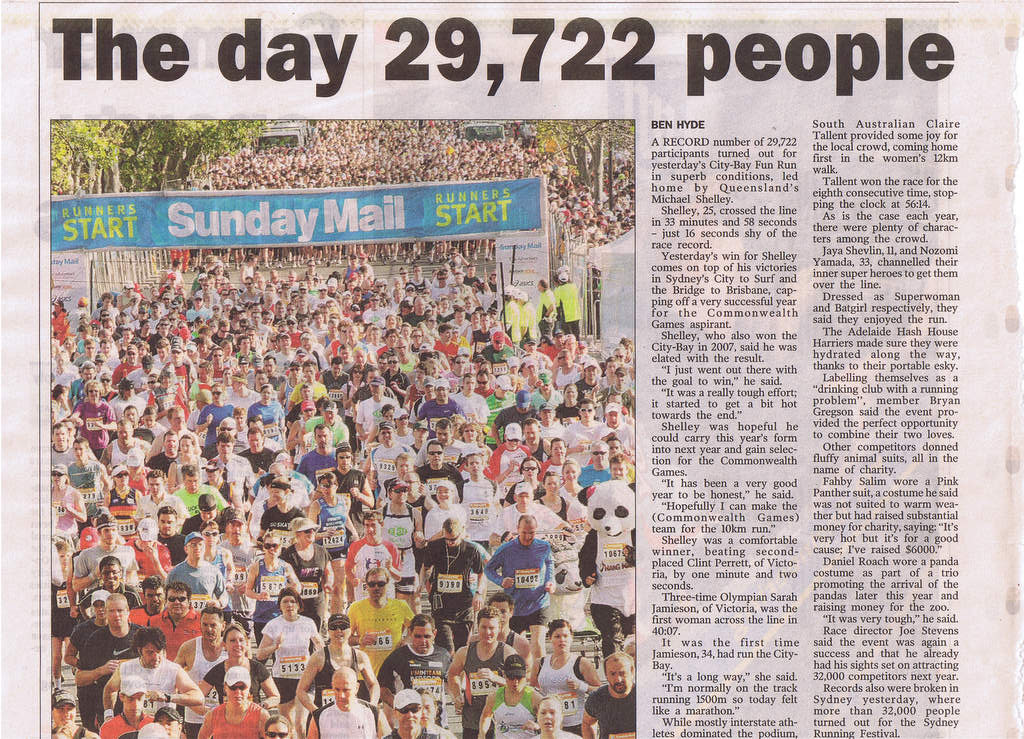 The day 29,722 people
RUNNERS
START
Sunday Mail
RUNNERS
START
day Mail
Sunday Mail
asics
9329
3640
12424
5870
889
9398
10492
10675
377
5133
66
895
81
32
BEN HYDE
A RECORD number of 29,722
participants turned out for
yesterday's City-Bay Fun Run
in superb conditions, led
home by Queensland's
Michael Shelley.
Shelley, 25, crossed the line
in 33 minutes and 58 seconds
– just 16 seconds shy of the
race record.
Yesterday's win for Shelley
comes on top of his victories
in Sydney's City to Surf and
the Bridge to Brisbane, cap-
ping off a very successful year
for the Commonwealth
Games aspirant.
Shelley, who also won the
City-Bay in 2007, said he was
elated with the result.
"I just went out there with
the goal to win," he said.
"It was a really tough effort;
it started to get a bit hot
towards the end."
Shelley was hopeful he
could carry this year's form
into next year and gain selec-
tion for the Commonwealth
Games.
"It has been a very good
year to be honest," he said.
"Hopefully I can make the
(Commonwealth Games)
team for the 10km run."
Shelley was a comfortable
winner, beating second-
placed Clint Perrett, of Victo-
ria, by one minute and two
seconds.
Three-time Olympian Sarah
Jamieson, of Victoria, was the
first woman across the line in
40:07.
It was the first time
Jamieson, 34, had run the City-
Bay.
"It's a long way," she said.
"I'm normally on the track
running 1500m so today felt
like a marathon."
While mostly interstate ath-
letes dominated the podium,
South Australian Claire
Tallent provided some joy for
the local crowd, coming home
first in the women's 12km
walk.
Tallent won the race for the
eighth consecutive time, stop-
ping the clock at 56:14.
As is the case each year,
there were plenty of charac-
ters among the crowd.
Jaya Shevlin, 11, and Nozomi
Yamada, 33, channelled their
inner super heroes to get them
over the line.
Dressed as Superwoman
and Batgirl respectively, they
said they enjoyed the run.
The Adelaide Hash House
Harriers made sure they were
hydrated along the way,
thanks to their portable esky.
Labelling themselves as a
"drinking club with a running
problem", member Bryan
Gregson said the event pro-
vided the perfect opportunity
to combine their two loves.
Other competitors donned
fluffy animal suits, all in the
name of charity.
Fahby Salim wore a Pink
Panther suit, a costume he said
was not suited to warm wea-
ther but had raised substantial
money for charity, saying: "It's
very hot but it's for a good
cause; I've raised $6000."
Daniel Roach wore a panda
costume as part of a trio
promoting the arrival of the
pandas later this year and
raising money for the zoo.
"It was very tough," he said.
Race director Joe Stevens
said the event was again a
success and that he already
had his sights set on attracting
32,000 competitors next year.
Records also were broken in
Sydney yesterday, where
more than 32,000 people
turned out for the Sydney
Running Festival.